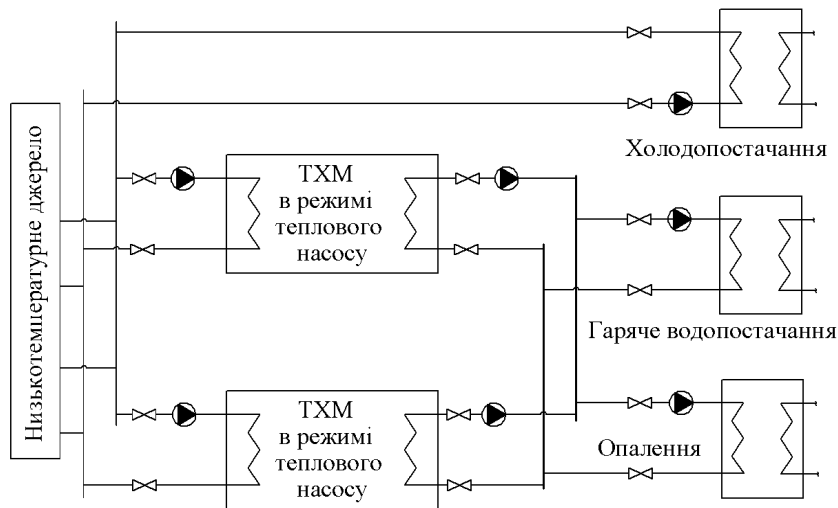 Низькотемпературне джерело
ТХМ
в режимі
теплового
насосу
Холодопостачання
Гаряче водопостачання
ТХМ
в режимі
теплового
насосу
Опалення